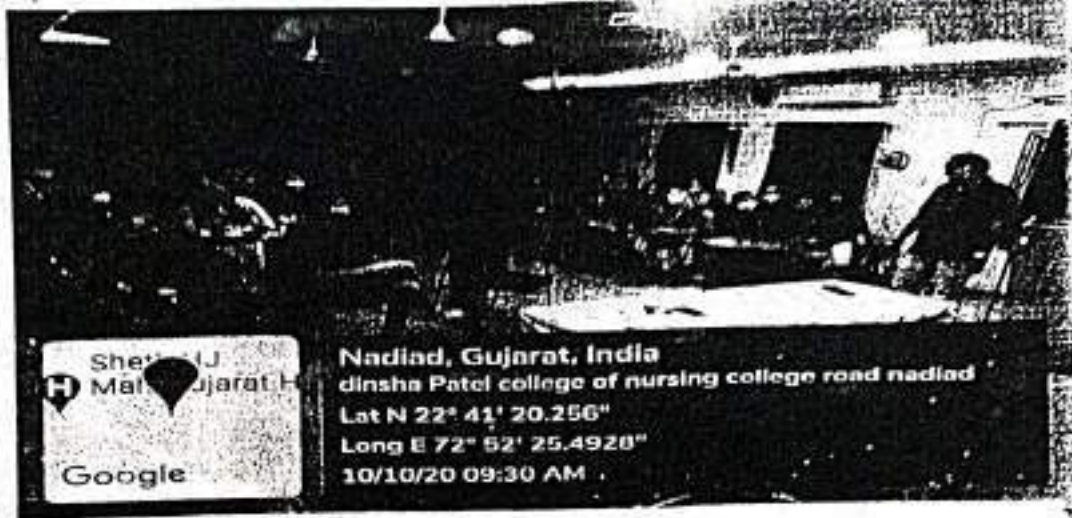 Nadiad, Gujarat, India
dinsha Patel college of nursing college road nadiad
Lat N 22° 41' 20.256"
Long E 72° 52' 25.4928"
10/10/20 09:30 AM
H
Gujarat H
Google